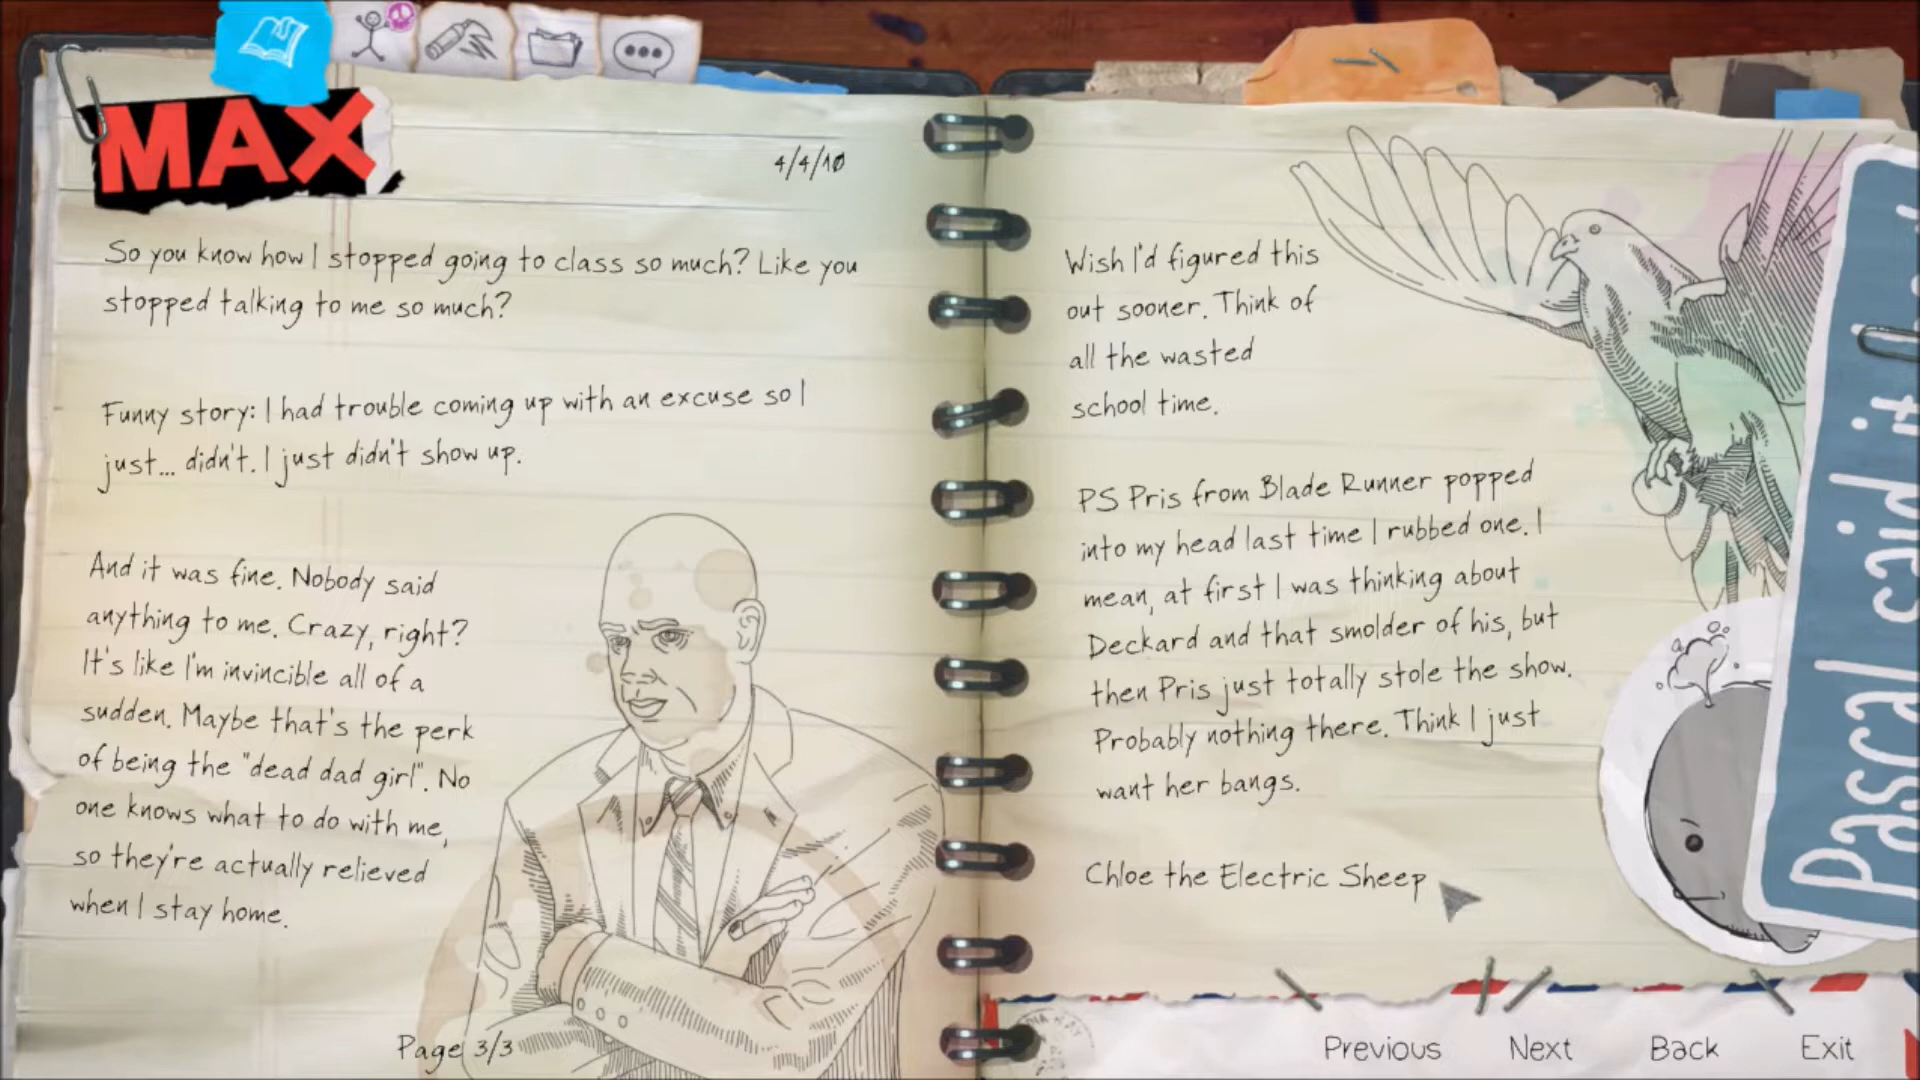 MAX
4/4/10
So you know how I stopped going to class so much? Like you
stopped talking to me so much?
Funny story: I had trouble coming up with an excuse so I
just... didn't. I just didn't show up.
And it was fine. Nobody said
anything to me. Crazy, right?
It's like I'm invincible all of a
sudden. Maybe that's the perk
of being the "dead dad girl". No
one knows what to do with me,
so they're actually relieved
when I stay home.
Page 3/3
Wish I'd figured this
out sooner. Think of
all the wasted
school time.
PS Pris from Blade Runner popped
into my head last time I rubbed one. I
mean, at first I was thinking about
Deckard and that smolder of his, but
then Pris just totally stole the show.
Probably nothing there. Think I just
want her bangs.
Chloe the Electric Sheep
Pascal said it
Previous Next Back Exit